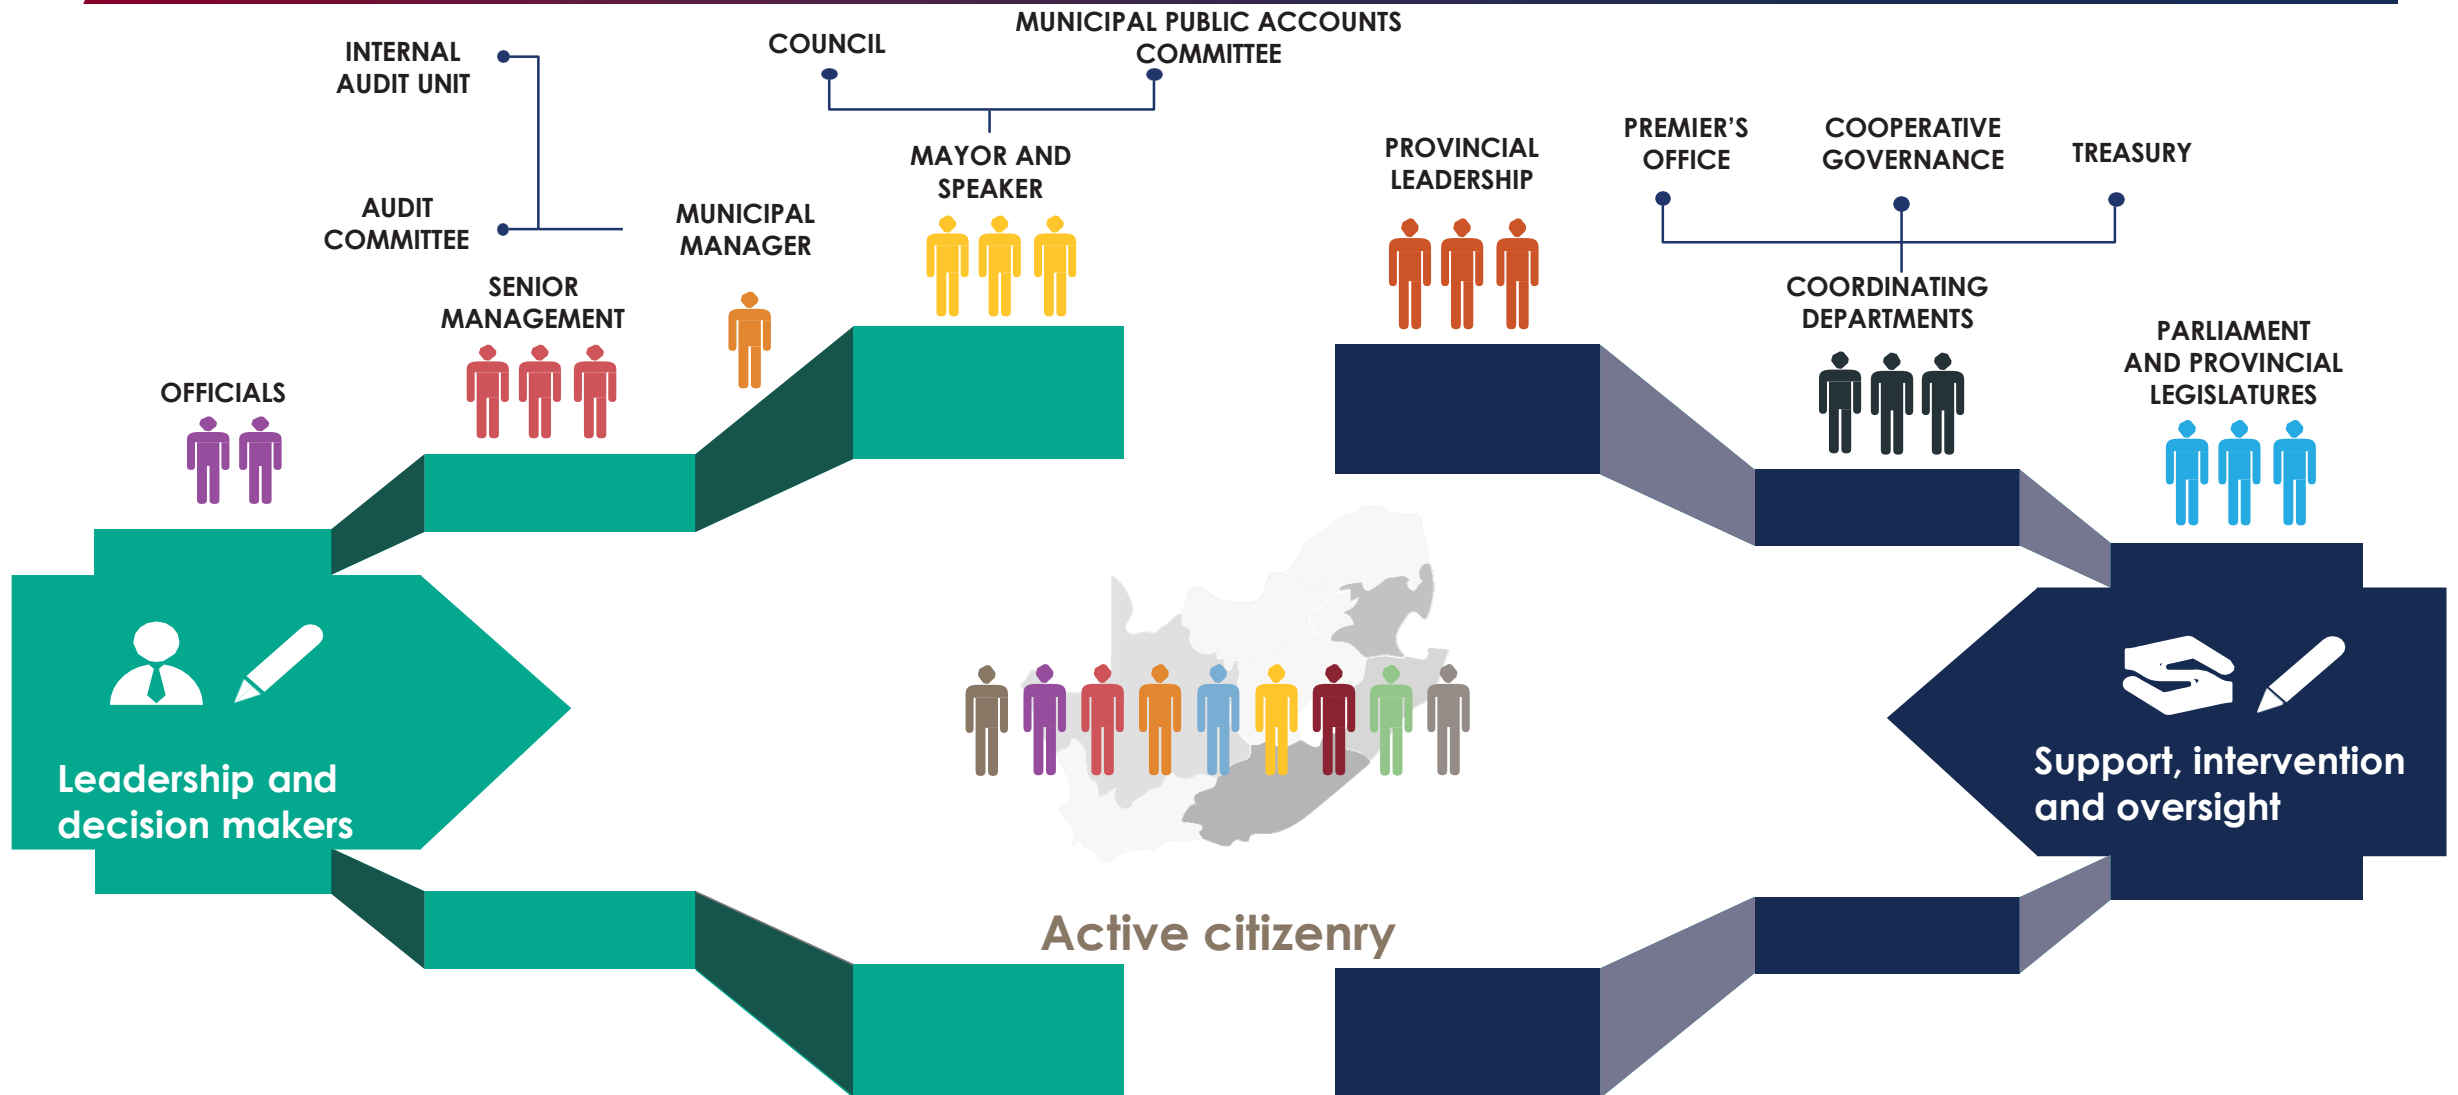 INTERNAL
AUDIT UNIT
AUDIT
COMMITTEE
COUNCIL
MUNICIPAL PUBLIC ACCOUNTS
COMMITTEE
MAYOR AND
SPEAKER
MUNICIPAL
MANAGER
SENIOR
MANAGEMENT
OFFICIALS
PROVINCIAL
LEADERSHIP
PREMIER’S
OFFICE
COOPERATIVE
GOVERNANCE
TREASURY
COORDINATING
DEPARTMENTS
PARLIAMENT
AND PROVINCIAL
LEGISLATURES
Leadership and
decision makers
Support, intervention
and oversight
Active citizenry